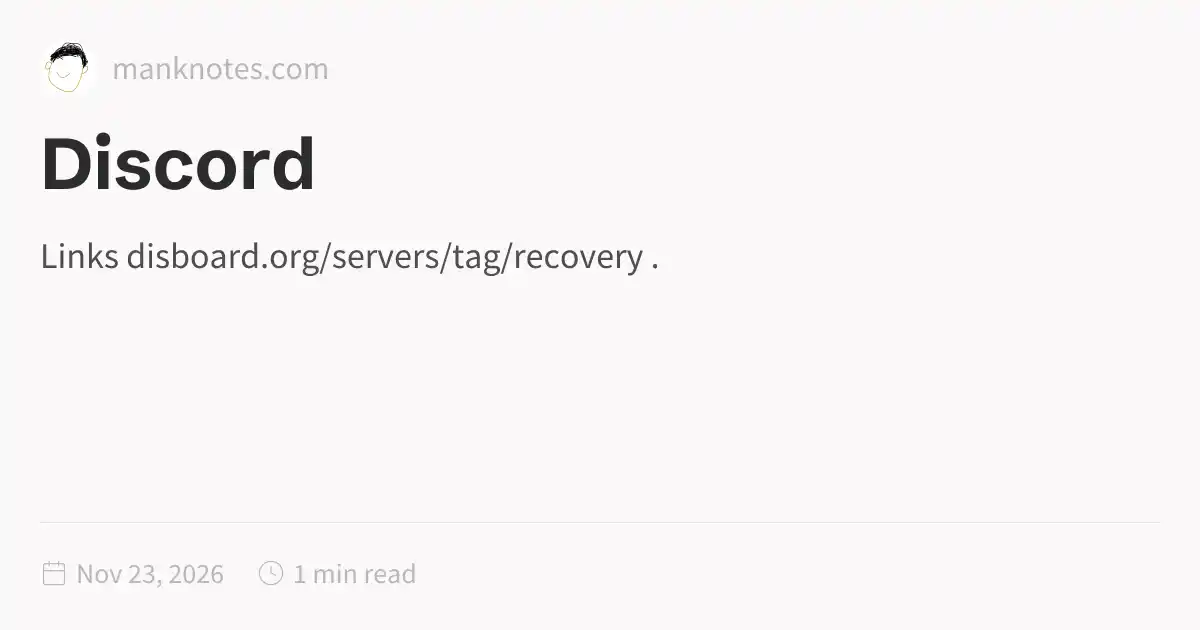 manknotes.com
Discord
Links disboard.org/servers/tag/recovery .
Nov 23, 2026 1 min read